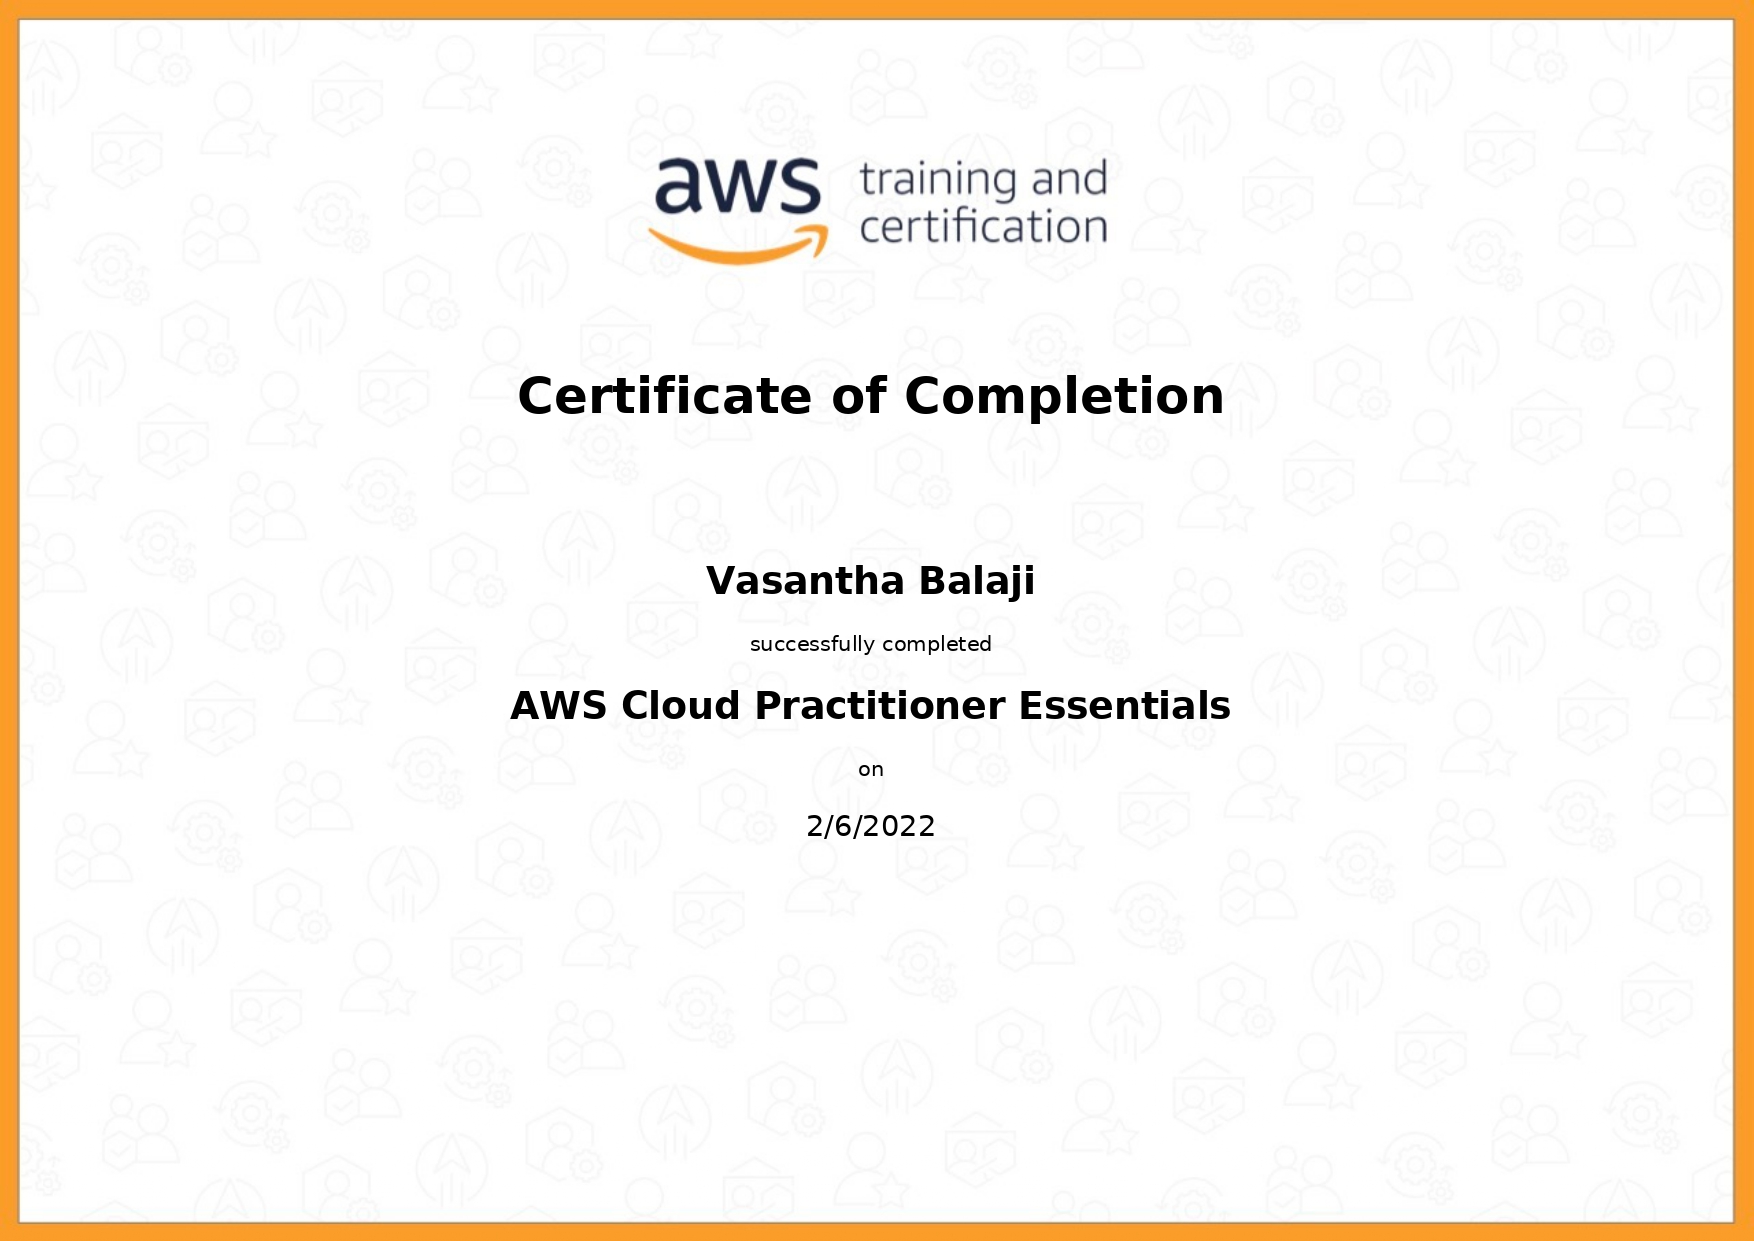 aws training and
certification
Certificate of Completion
Vasantha Balaji
successfully completed
AWS Cloud Practitioner Essentials
on
2/6/2022